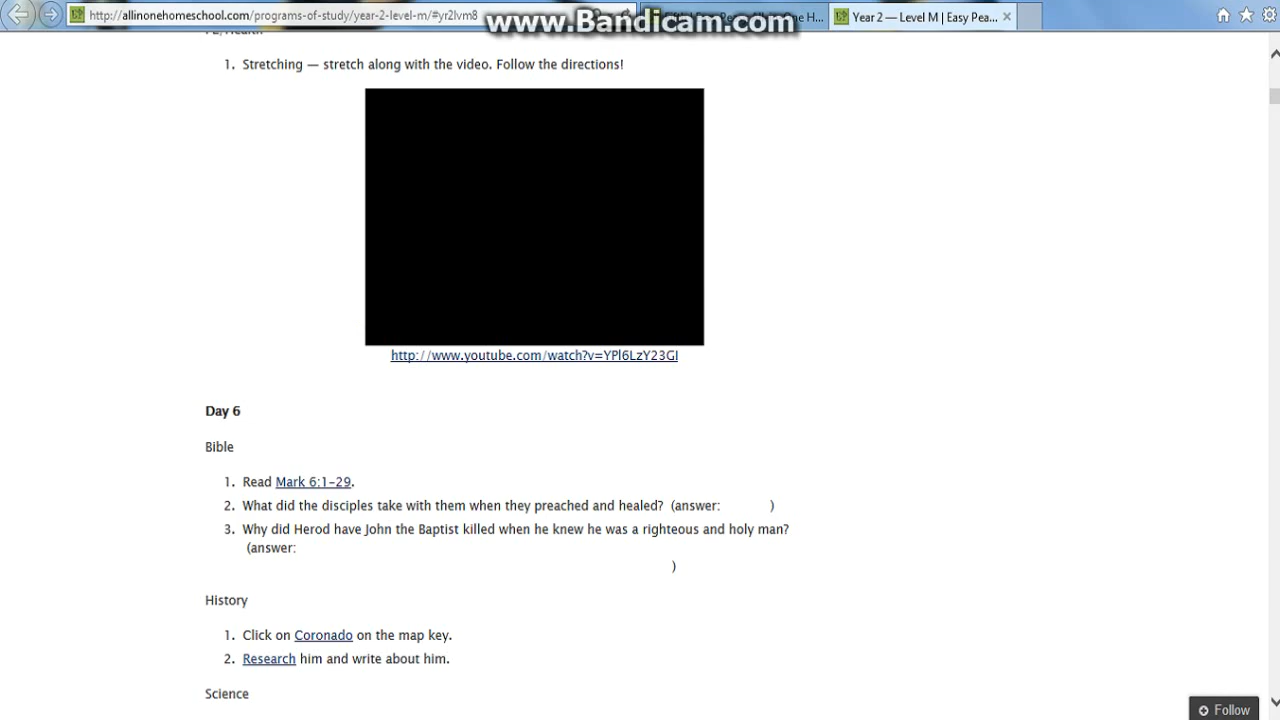 http://allinonehomeschool.com/programs-of-study/year-2-level-m/#yr2lvm8
www.Bandicam.com
Year 2 — Level M | Easy Pea...
1. Stretching — stretch along with the video. Follow the directions!
http://www.youtube.com/watch?v=YPl6LzY23GI
Day 6
Bible
1. Read Mark 6:1-29.
2. What did the disciples take with them when they preached and healed? (answer: )
3. Why did Herod have John the Baptist killed when he knew he was a righteous and holy man?
(answer:
)
History
1. Click on Coronado on the map key.
2. Research him and write about him.
Science
Follow